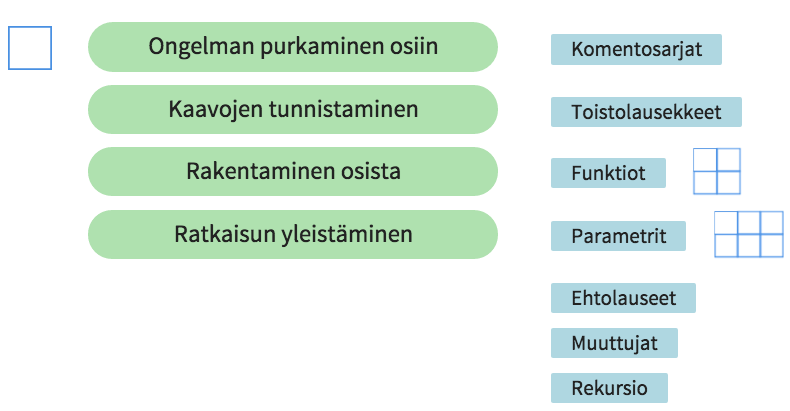 Ongelman purkaminen osiin
Kaavojen tunnistaminen
Rakentaminen osista
Ratkaisun yleistäminen
Komentosarjat
Toistolausekkeet
Funktiot
Parametrit
Ehtolauseet
Muuttujat
Rekursio